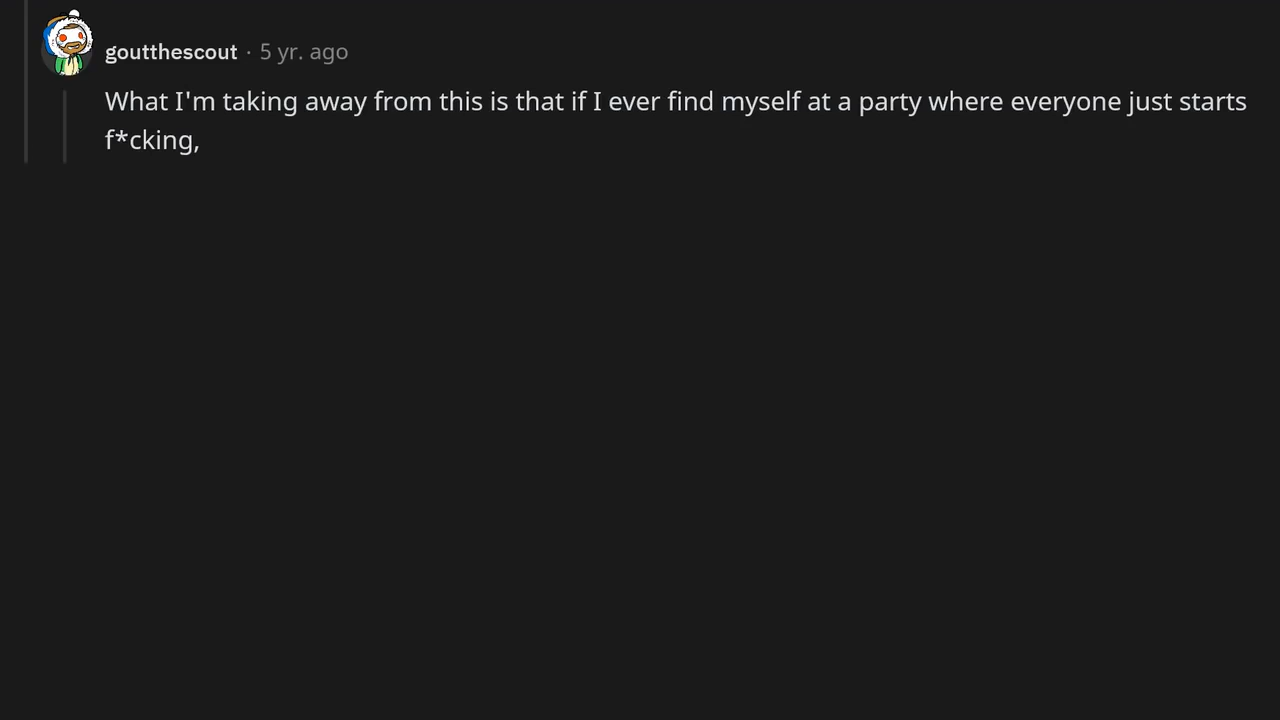 goutthescout · 5 yr. ago
What I'm taking away from this is that if I ever find myself at a party where everyone just starts
f*cking,